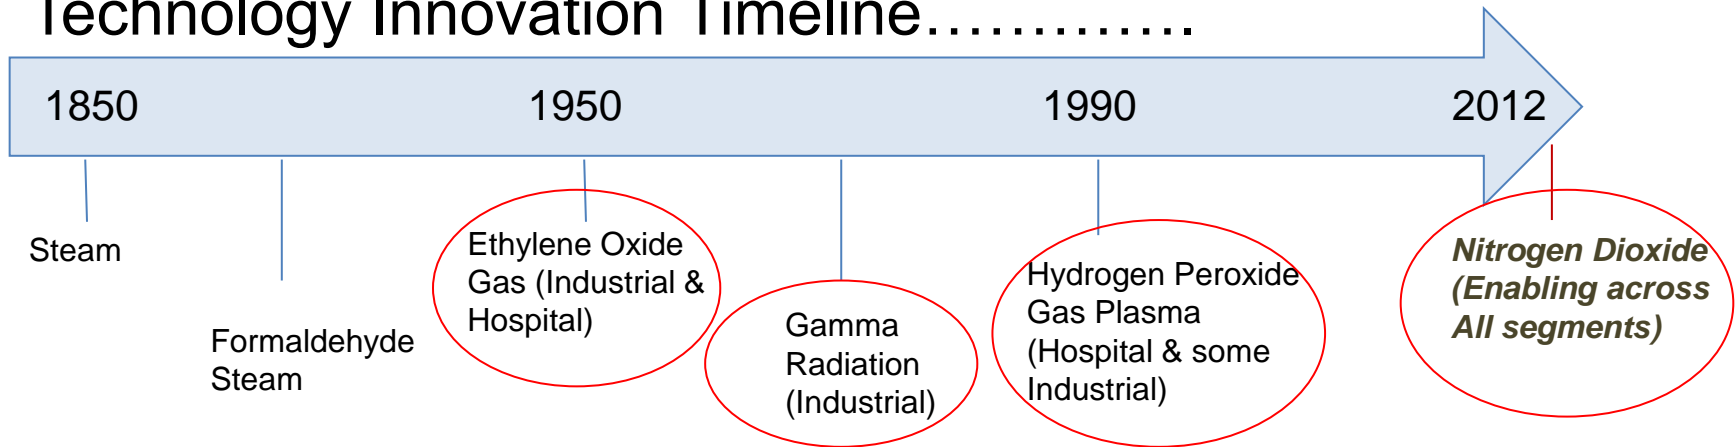 Technology Innovation Timeline.............
1850 1950 1990 2012
Steam
Formaldehyde
Steam
Ethylene Oxide
Gas (Industrial &
Hospital)
Gamma
Radiation
(Industrial)
Hydrogen Peroxide
Gas Plasma
(Hospital & some
Industrial)
Nitrogen Dioxide
(Enabling across
All segments)